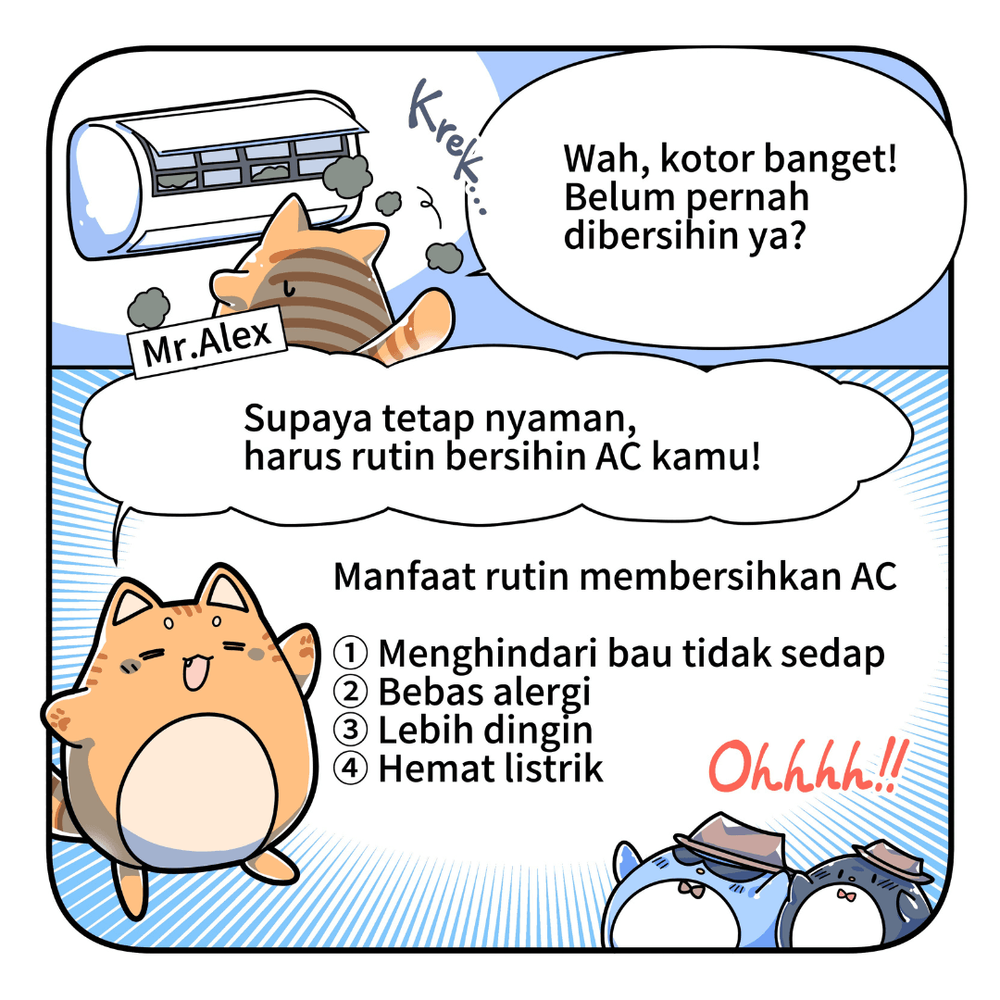 Krek....
Wah, kotor banget!
Belum pernah
dibersihin ya?
Mr.Alex
Supaya tetap nyaman,
harus rutin bersihin AC kamu!
Manfaat rutin membersihkan AC
① Menghindari bau tidak sedap
② Bebas alergi
③ Lebih dingin
④ Hemat listrik
Ohhhh!!